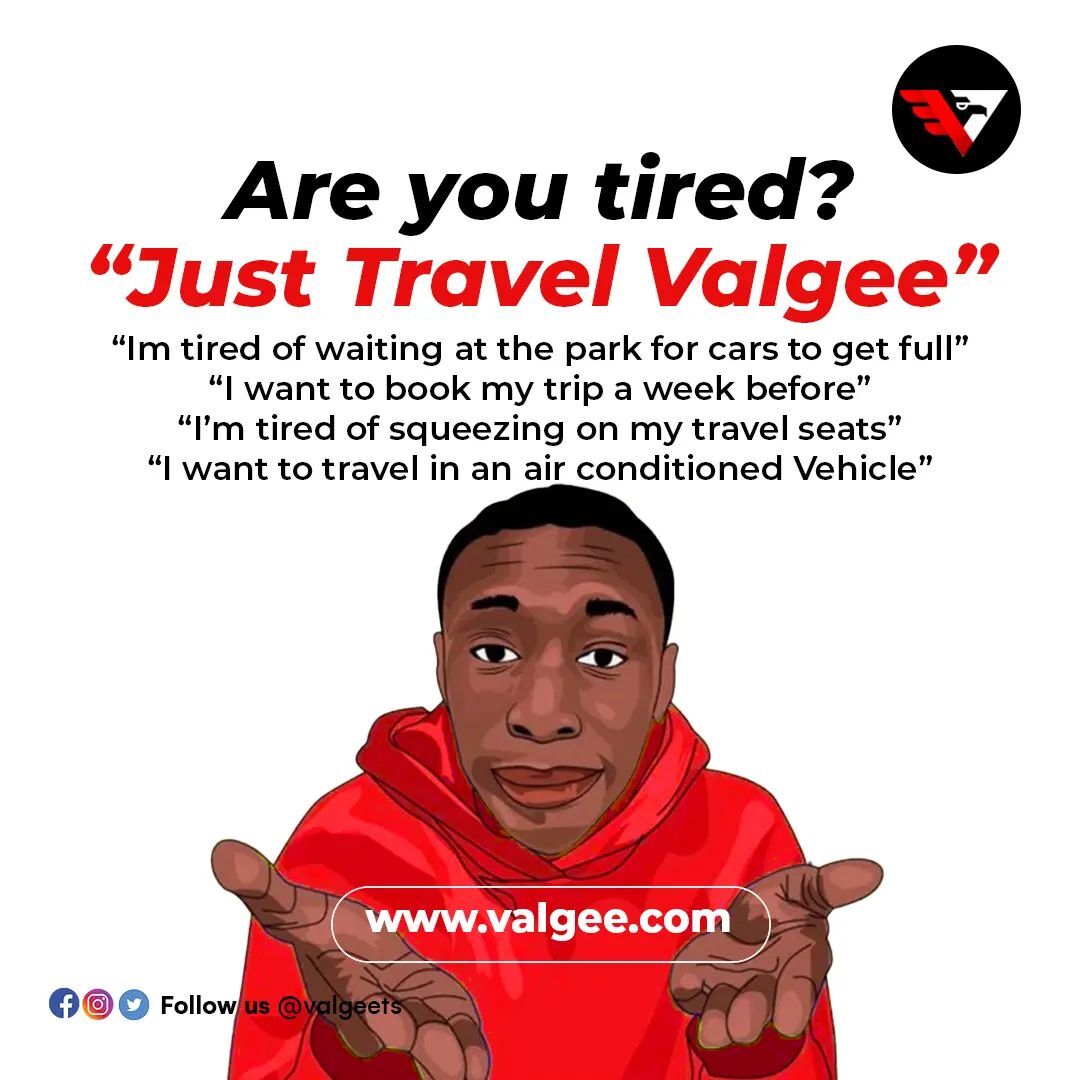 Are you tired?
“Just Travel Valgee”
“Im tired of waiting at the park for cars to get full”
“I want to book my trip a week before”
“I’m tired of squeezing on my travel seats”
“I want to travel in an air conditioned Vehicle”
www.valgee.com
Follow us @valgeets